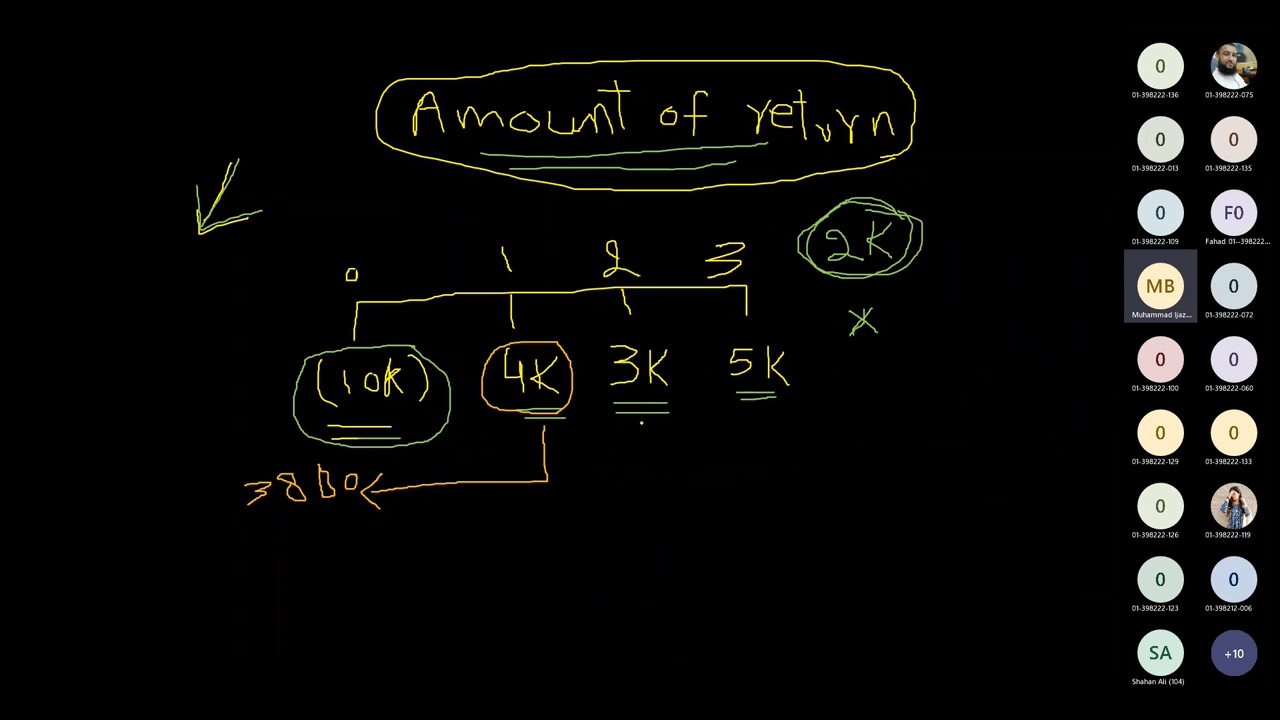 Amount of return
2K
0 1 2 3
(10K) 4K 3K 5K
3800
0 01-398222-136
01-398222-075
0 01-398222-013
0 01-398222-135
0 01-398222-109
F0 Fahad 01--398222...
MB Muhammad Ijaz...
0 01-398222-072
0 01-398222-100
0 01-398222-060
0 01-398222-129
0 01-398222-133
0 01-398222-126
01-398222-119
0 01-398222-123
0 01-398212-006
SA Shahan Ali (104)
+10